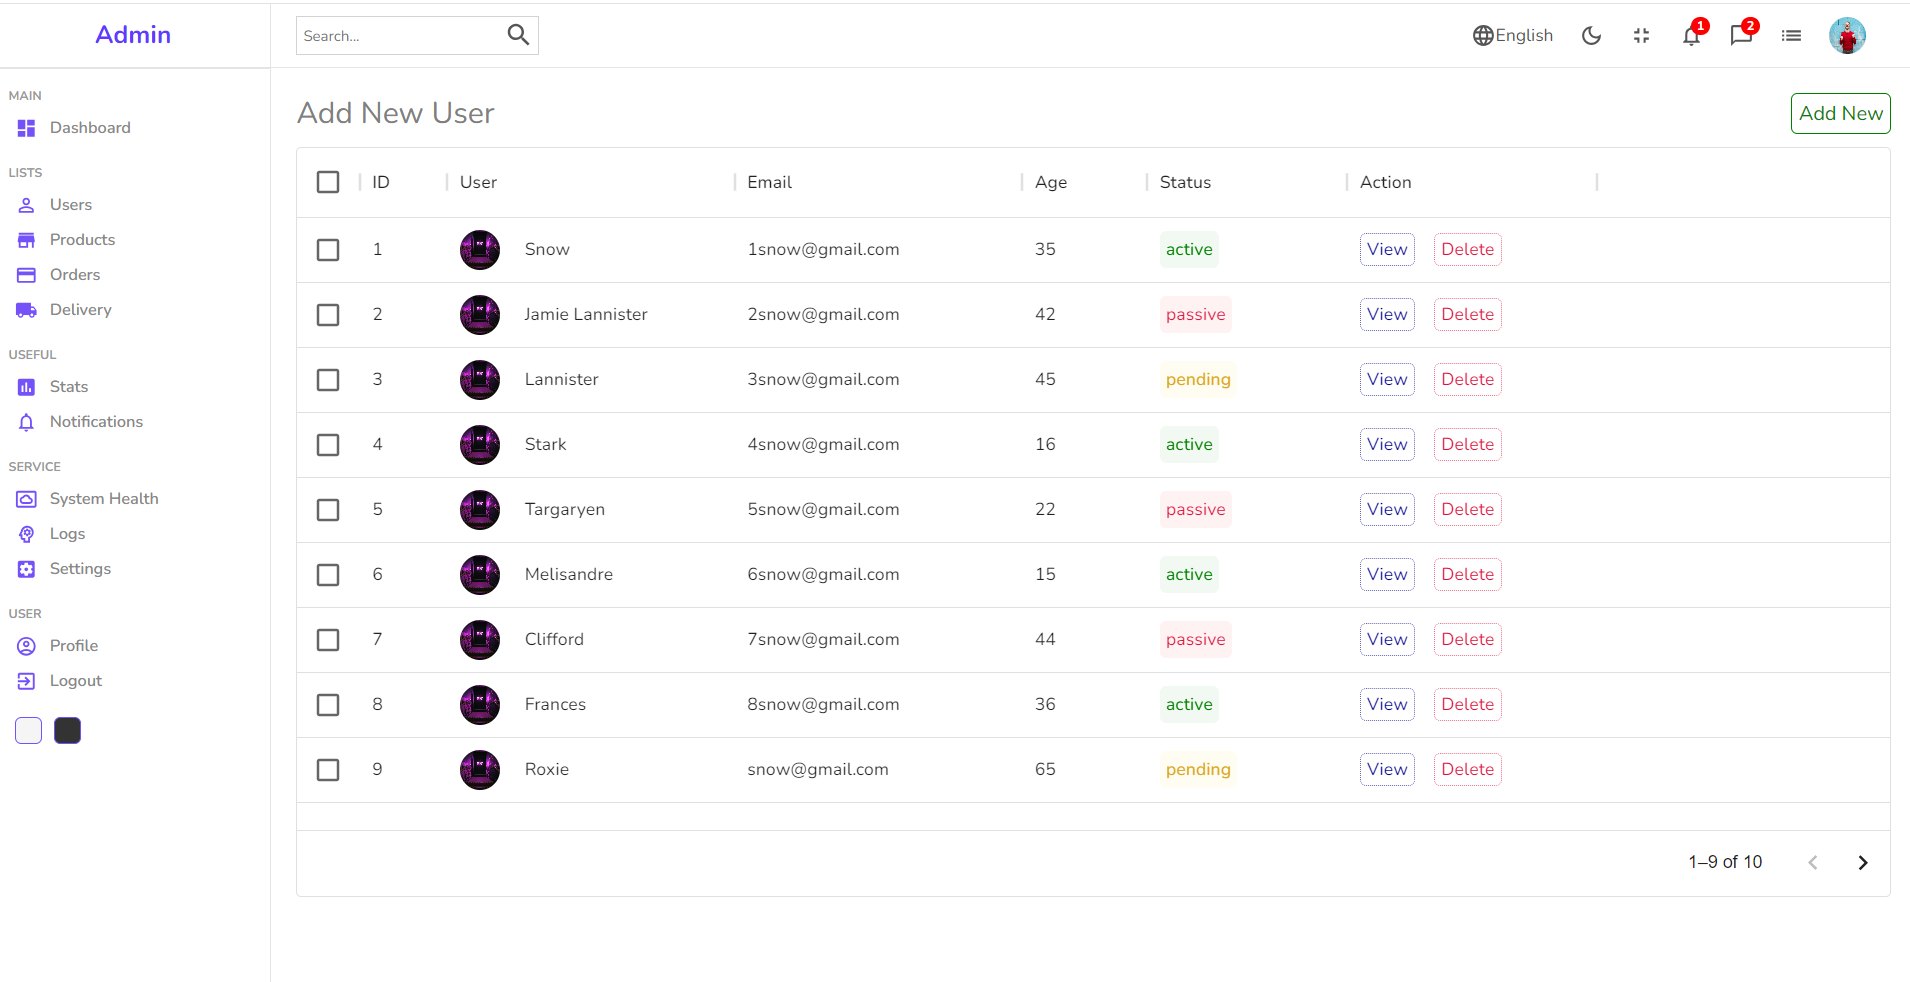 Admin
Search...
English
1
2
MAIN
Dashboard
LISTS
Users
Products
Orders
Delivery
USEFUL
Stats
Notifications
SERVICE
System Health
Logs
Settings
USER
Profile
Logout
Add New User
Add New
ID User Email Age Status Action
1 Snow 1snow@gmail.com 35 active View Delete
2 Jamie Lannister 2snow@gmail.com 42 passive View Delete
3 Lannister 3snow@gmail.com 45 pending View Delete
4 Stark 4snow@gmail.com 16 active View Delete
5 Targaryen 5snow@gmail.com 22 passive View Delete
6 Melisandre 6snow@gmail.com 15 active View Delete
7 Clifford 7snow@gmail.com 44 passive View Delete
8 Frances 8snow@gmail.com 36 active View Delete
9 Roxie snow@gmail.com 65 pending View Delete
1–9 of 10